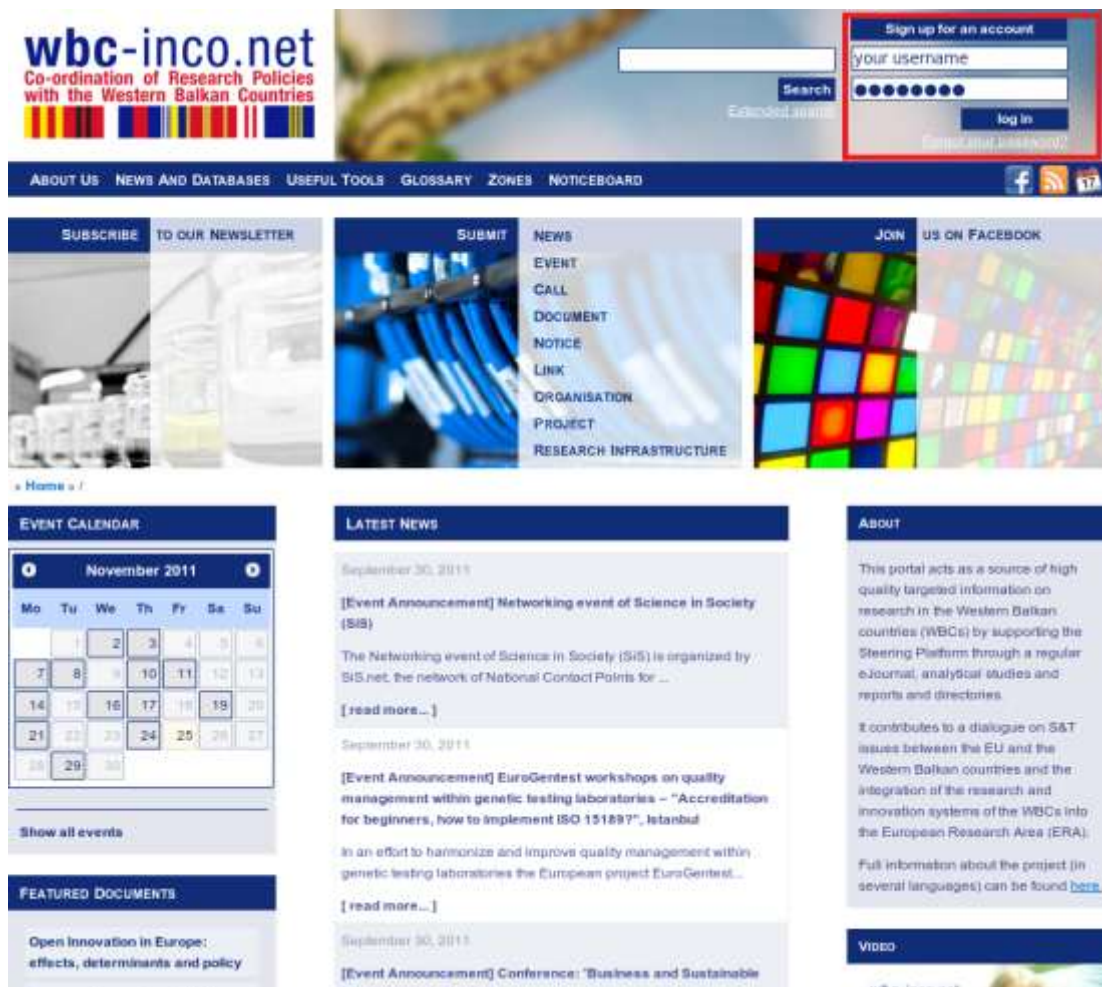 wbc-inco.net
Co-ordination of Research Policies
with the Western Balkan Countries
Search
Extended search
Sign up for an account
your username
log in
Forgot your password?
ABOUT US NEWS AND DATABASES USEFUL TOOLS GLOSSARY ZONES NOTICEBOARD
17
SUBSCRIBE TO OUR NEWSLETTER
SUBMIT NEWS
EVENT
CALL
DOCUMENT
NOTICE
LINK
ORGANISATION
PROJECT
RESEARCH INFRASTRUCTURE
JOIN US ON FACEBOOK
» Home » /
EVENT CALENDAR
November 2011
Mo Tu We Th Fr Sa Su
1 2 3 4 5 6
7 8 9 10 11 12 13
14 15 16 17 18 19 20
21 22 23 24 25 26 27
28 29 30
Show all events
FEATURED DOCUMENTS
Open Innovation in Europe:
effects, determinants and policy
LATEST NEWS
September 30, 2011
[Event Announcement] Networking event of Science in Society
(SiS)
The Networking event of Science in Society (SiS) is organized by
SiS.net, the network of National Contact Points for ...
[ read more... ]
September 30, 2011
[Event Announcement] EuroGentest workshops on quality
management within genetic testing laboratories – "Accreditation
for beginners, how to implement ISO 15189?", Istanbul
In an effort to harmonize and improve quality management within
genetic testing laboratories the European project EuroGentest...
[ read more... ]
September 30, 2011
[Event Announcement] Conference: 'Business and Sustainable
ABOUT
This portal acts as a source of high
quality targeted information on
research in the Western Balkan
countries (WBCs) by supporting the
Steering Platform through a regular
eJournal, analytical studies and
reports and directories.
It contributes to a dialogue on S&T
issues between the EU and the
Western Balkan countries and the
integration of the research and
innovation systems of the WBCs into
the European Research Area (ERA).
Full information about the project (in
several languages) can be found here.
VIDEO